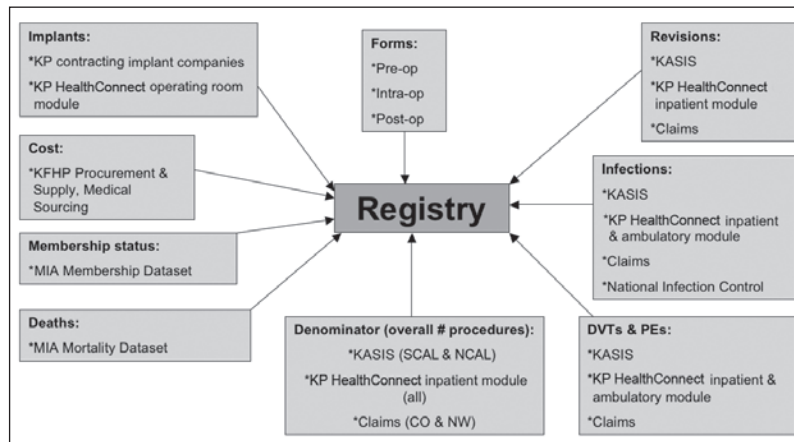 Implants:
*KP contracting implant companies
*KP HealthConnect operating room
module
Cost:
*KFHP Procurement &
Supply, Medical
Sourcing
Membership status:
*MIA Membership Dataset
Deaths:
*MIA Mortality Dataset
Forms:
*Pre-op
*Intra-op
*Post-op
Registry
Denominator (overall # procedures):
*KASIS (SCAL & NCAL)
*KP HealthConnect inpatient module
(all)
*Claims (CO & NW)
Revisions:
*KASIS
*KP HealthConnect
inpatient module
*Claims
Infections:
*KASIS
*KP HealthConnect inpatient
& ambulatory module
*Claims
*National Infection Control
DVTs & PEs:
*KASIS
*KP HealthConnect inpatient &
ambulatory module
*Claims